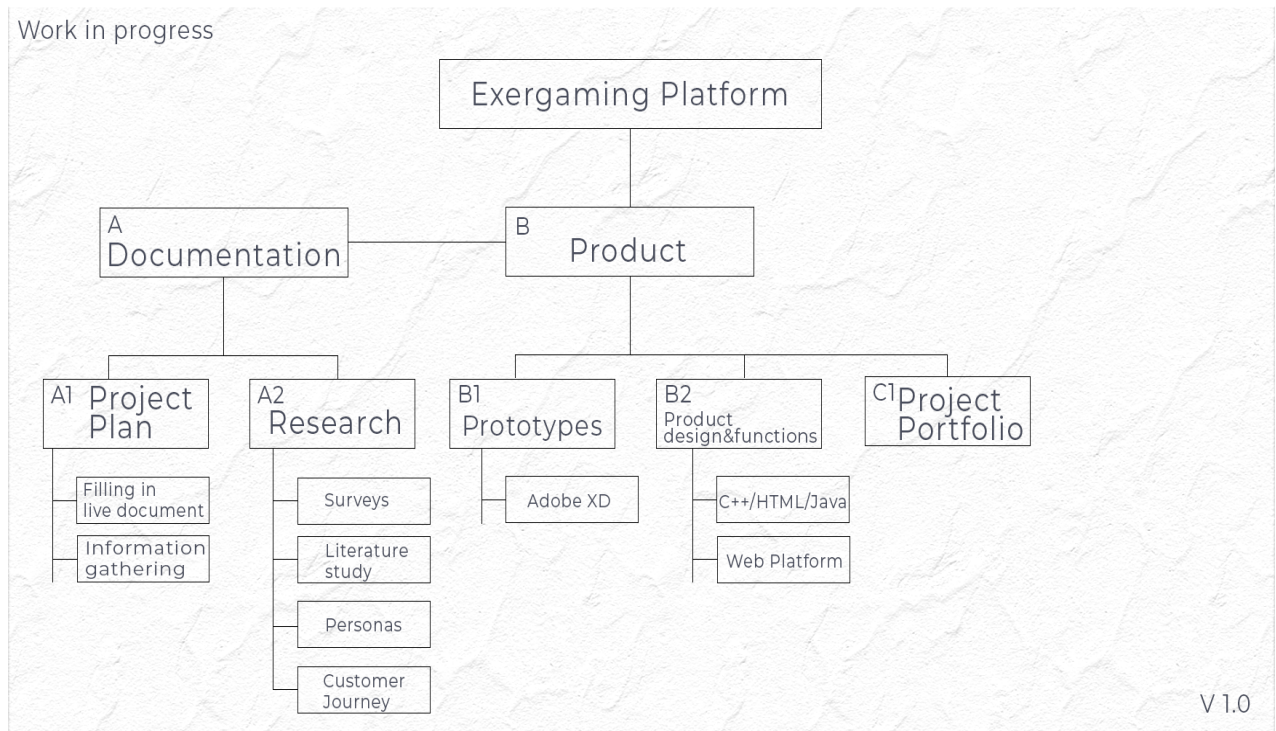 Work in progress
Exergaming Platform
A
Documentation
B
Product
A1 Project
Plan
A2
Research
B1
Prototypes
B2
Product
design&functions
C1 Project
Portfolio
Filling in
live document
Information
gathering
Surveys
Literature
study
Personas
Customer
Journey
Adobe XD
C++/HTML/Java
Web Platform
V 1.0